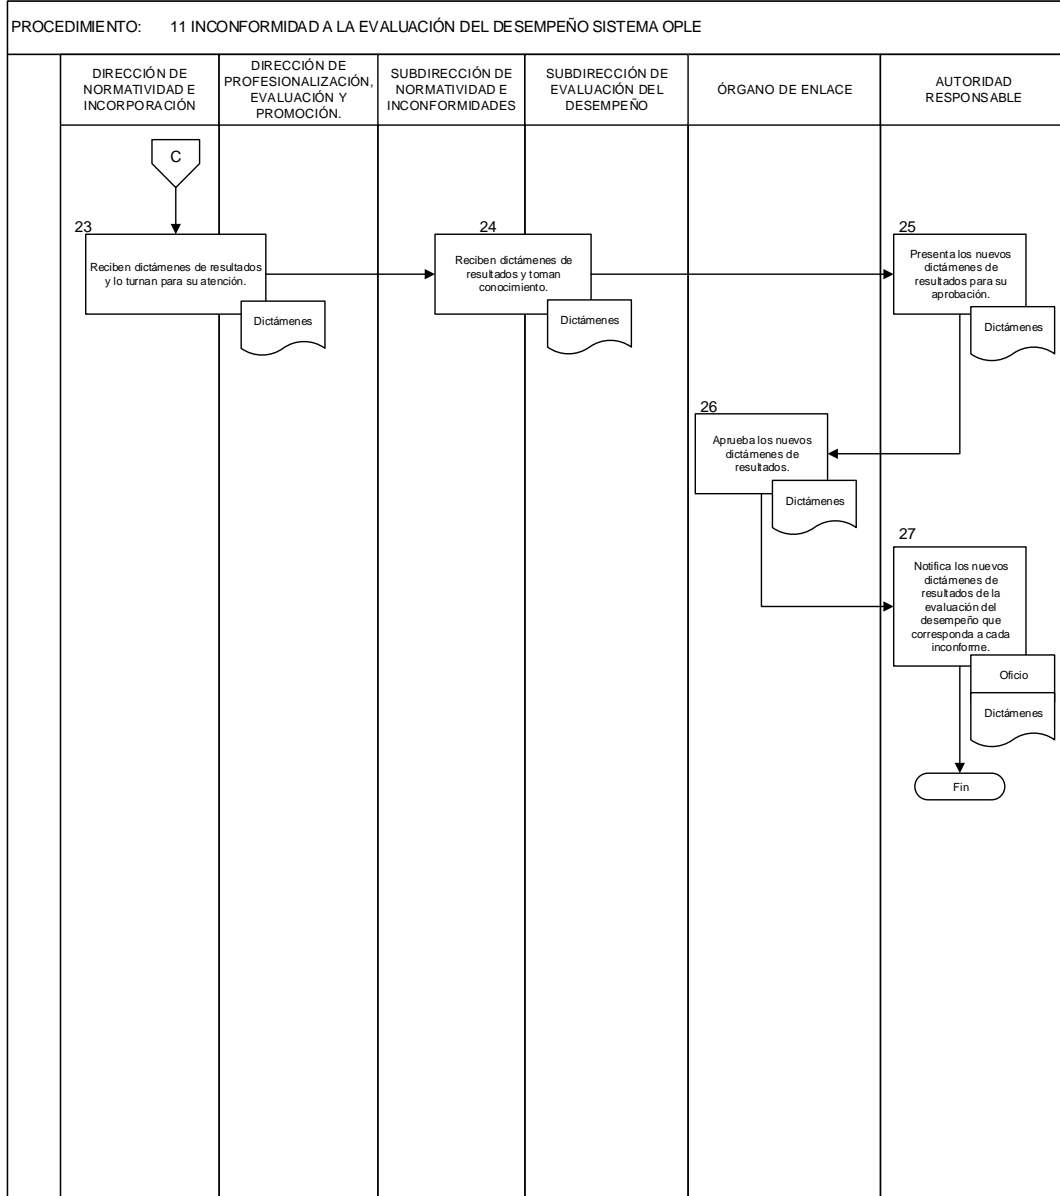 PROCEDIMIENTO: 11 INCONFORMIDAD A LA EVALUACIÓN DEL DESEMPEÑO SISTEMA OPLE
DIRECCIÓN DE
NORMATIVIDAD E
INCORPORACIÓN
DIRECCIÓN DE
PROFESIONALIZACIÓN,
EVALUACIÓN Y
PROMOCIÓN.
SUBDIRECCIÓN DE
NORMATIVIDAD E
INCONFORMIDADES
SUBDIRECCIÓN DE
EVALUACIÓN DEL
DESEMPEÑO
ÓRGANO DE ENLACE
AUTORIDAD
RESPONSABLE
C
23
Reciben dictámenes de resultados
y lo turnan para su atención.
Dictámenes
24
Reciben dictámenes de
resultados y toman
conocimiento.
Dictámenes
25
Presenta los nuevos
dictámenes de
resultados para su
aprobación.
Dictámenes
26
Aprueba los nuevos
dictámenes de
resultados.
Dictámenes
27
Notifica los nuevos
dictámenes de
resultados de la
evaluación del
desempeño que
corresponda a cada
inconforme.
Oficio
Dictámenes
Fin